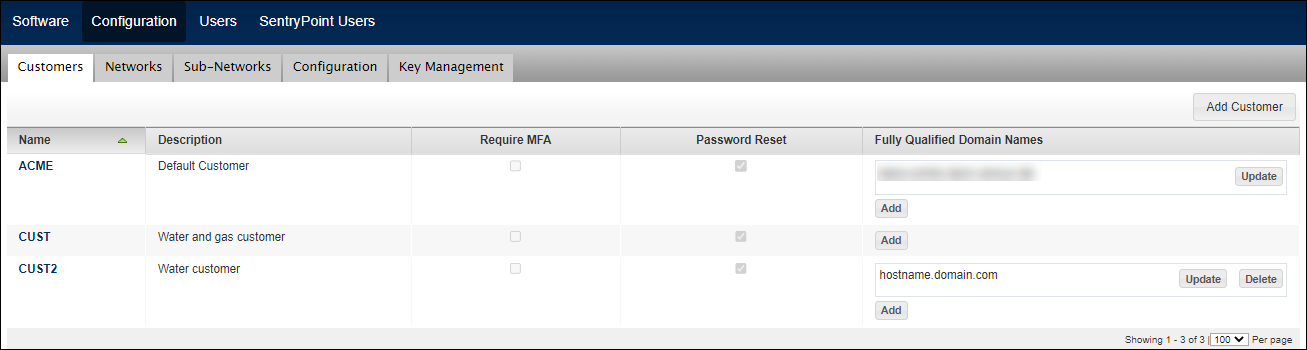 Software Configuration Users SentryPoint Users
Customers Networks Sub-Networks Configuration Key Management
Add Customer
Name Description Require MFA Password Reset Fully Qualified Domain Names
ACME Default Customer Update
Add
CUST Water and gas customer Add
CUST2 Water customer hostname.domain.com Update Delete
Add
Showing 1 - 3 of 3 | 100 Per page